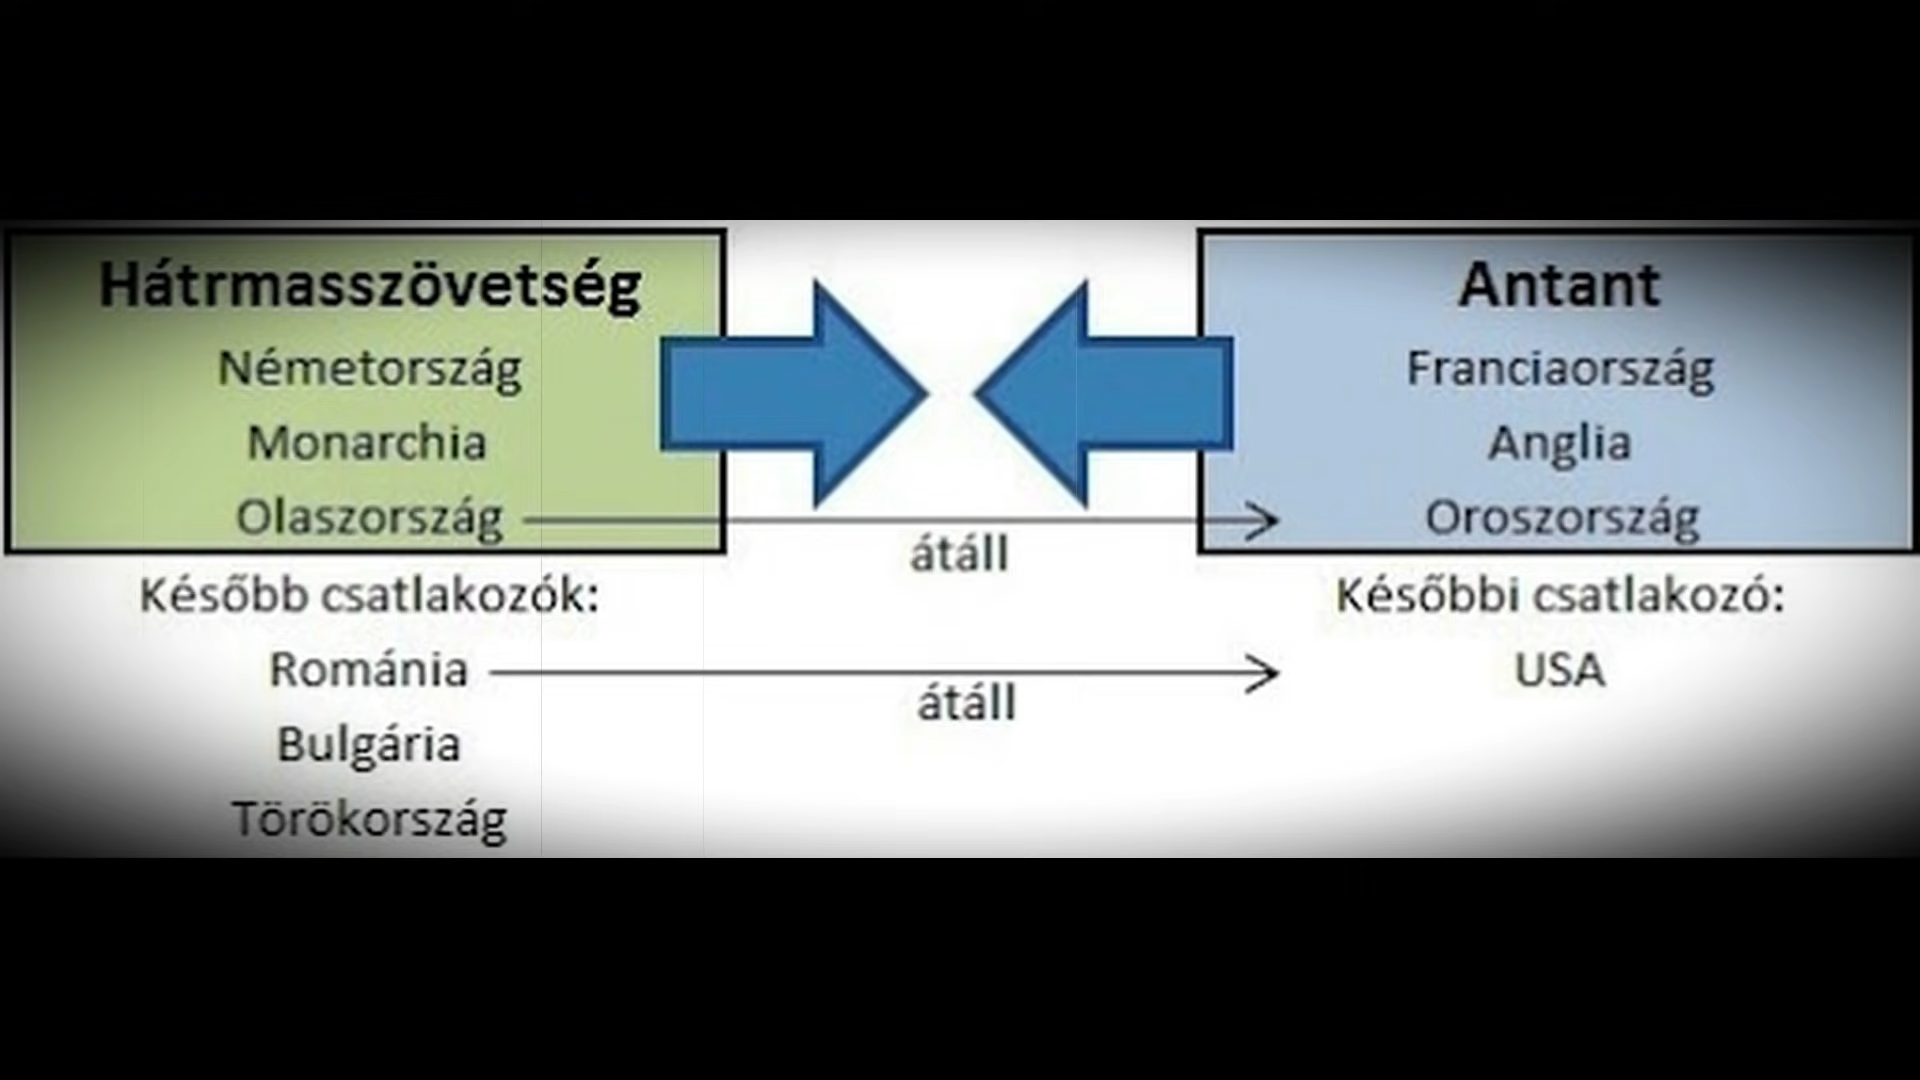 Hátrmasszövetség
Németország
Monarchia
Olaszország
Később csatlakozók:
Románia
Bulgária
Törökország
átáll
átáll
Antant
Franciaország
Anglia
Oroszország
Későbbi csatlakozó:
USA